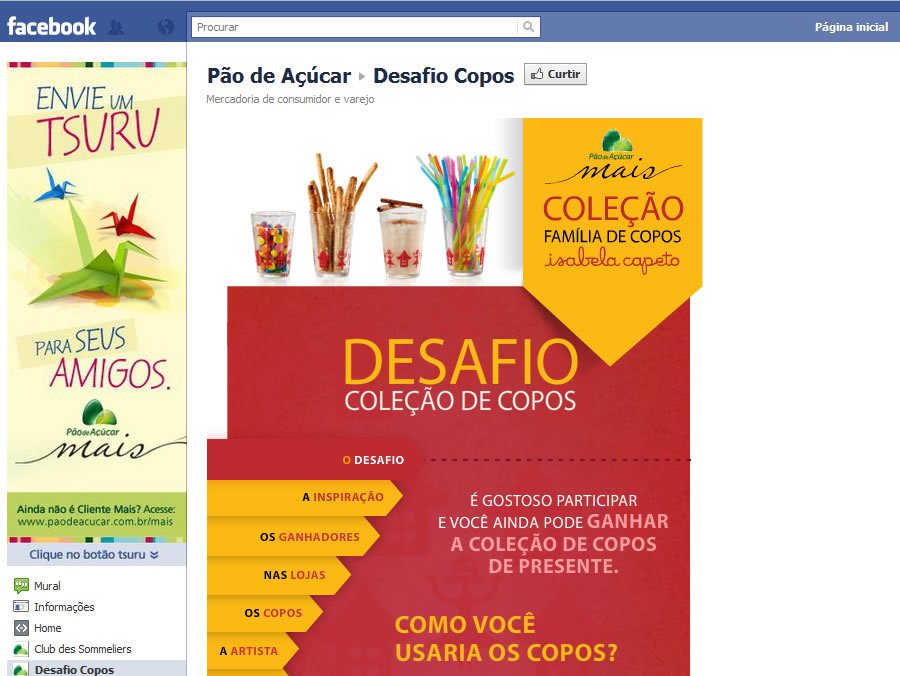 facebook
Procurar
Página inicial
ENVIE UM
TSURU
PARA SEUS
AMIGOS.
Pão de Açúcar
mais
Ainda não é Cliente Mais? Acesse:
www.paodeacucar.com.br/mais
Clique no botão tsuru
Mural
Informações
Home
Club des Sommeliers
Desafio Copos
Pão de Açúcar ▸ Desafio Copos
Curtir
Mercadoria de consumidor e varejo
Pão de Açúcar
mais
COLEÇÃO
FAMÍLIA DE COPOS
isabela capeto
DESAFIO
COLEÇÃO DE COPOS
O DESAFIO
A INSPIRAÇÃO
OS GANHADORES
NAS LOJAS
OS COPOS
A ARTISTA
É GOSTOSO PARTICIPAR
E VOCÊ AINDA PODE GANHAR
A COLEÇÃO DE COPOS
DE PRESENTE.
COMO VOCÊ
USARIA OS COPOS?